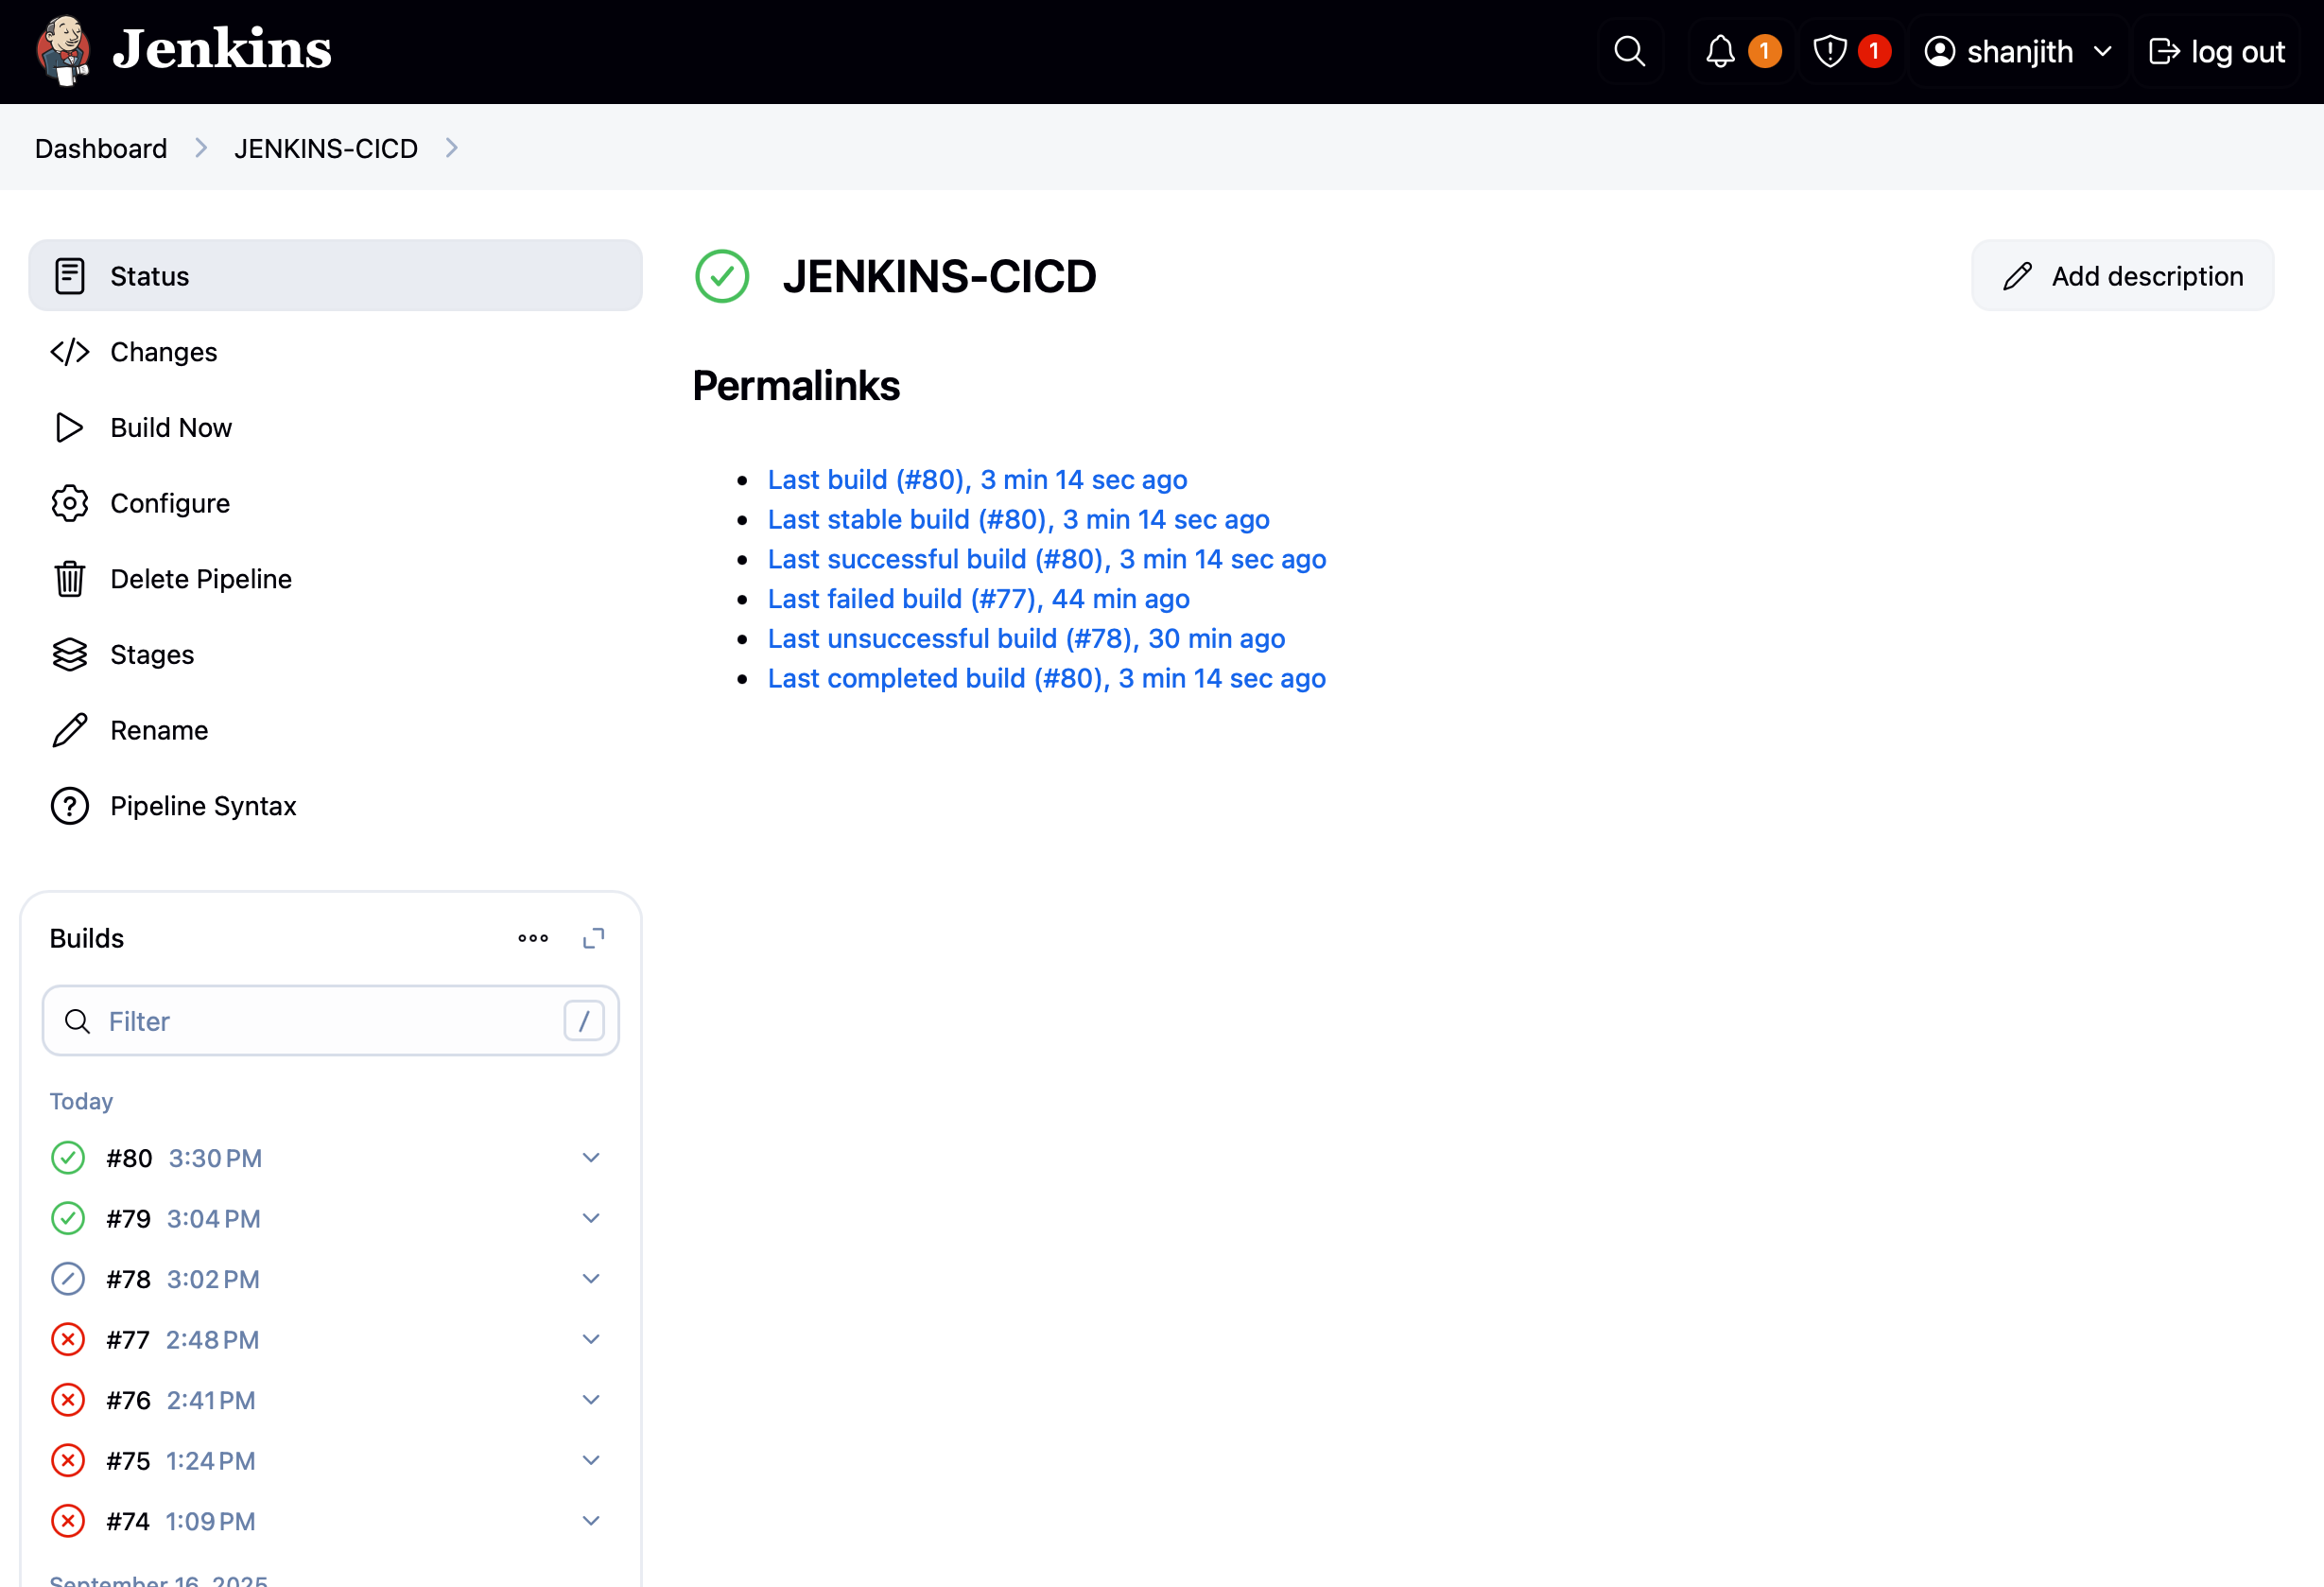 Jenkins
1
1
shanjith
log out
Dashboard
JENKINS-CICD
Status
Changes
Build Now
Configure
Delete Pipeline
Stages
Rename
Pipeline Syntax
JENKINS-CICD
Add description
Permalinks
Last build (#80), 3 min 14 sec ago
Last stable build (#80), 3 min 14 sec ago
Last successful build (#80), 3 min 14 sec ago
Last failed build (#77), 44 min ago
Last unsuccessful build (#78), 30 min ago
Last completed build (#80), 3 min 14 sec ago
Builds
Filter /
Today
#80 3:30 PM
#79 3:04 PM
#78 3:02 PM
#77 2:48 PM
#76 2:41 PM
#75 1:24 PM
#74 1:09 PM
September 16, 2025